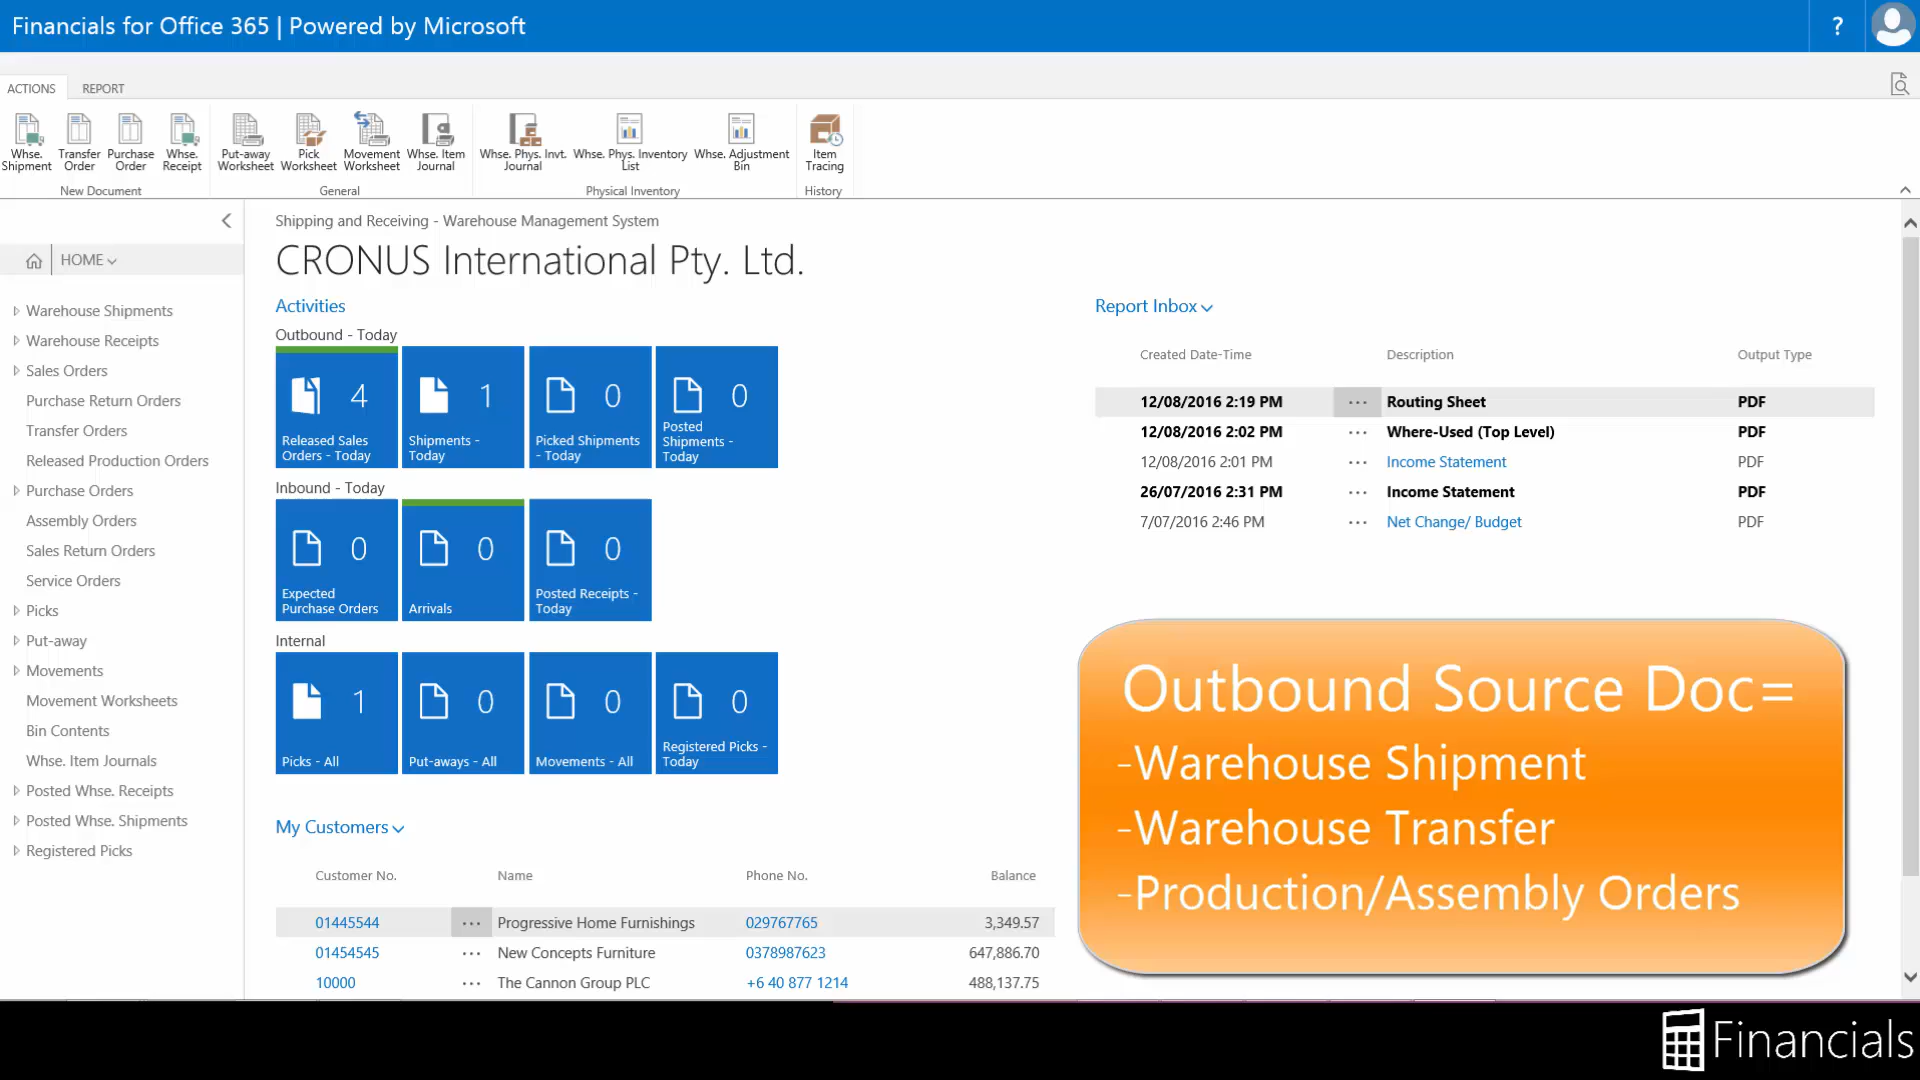 Financials for Office 365 | Powered by Microsoft
?
ACTIONS
REPORT
Whse. Shipment
Transfer Order
Purchase Order
Whse. Receipt
New Document
Put-away Worksheet
Pick Worksheet
Movement Worksheet
Whse. Item Journal
General
Whse. Phys. Invt. Journal
Whse. Phys. Inventory List
Whse. Adjustment Bin
Physical Inventory
Item Tracing
History
HOME
Warehouse Shipments
Warehouse Receipts
Sales Orders
Purchase Return Orders
Transfer Orders
Released Production Orders
Purchase Orders
Assembly Orders
Sales Return Orders
Service Orders
Picks
Put-away
Movements
Movement Worksheets
Bin Contents
Whse. Item Journals
Posted Whse. Receipts
Posted Whse. Shipments
Registered Picks
Shipping and Receiving - Warehouse Management System
CRONUS International Pty. Ltd.
Activities
Outbound - Today
4
Released Sales Orders - Today
1
Shipments - Today
0
Picked Shipments - Today
0
Posted Shipments - Today
Inbound - Today
0
Expected Purchase Orders
0
Arrivals
0
Posted Receipts - Today
Internal
1
Picks - All
0
Put-aways - All
0
Movements - All
0
Registered Picks - Today
My Customers
Customer No. Name Phone No. Balance
01445544 ... Progressive Home Furnishings 029767765 3,349.57
01454545 ... New Concepts Furniture 0378987623 647,886.70
10000 ... The Cannon Group PLC +6 40 877 1214 488,137.75
Report Inbox
Created Date-Time Description Output Type
12/08/2016 2:19 PM ... Routing Sheet PDF
12/08/2016 2:02 PM ... Where-Used (Top Level) PDF
12/08/2016 2:01 PM ... Income Statement PDF
26/07/2016 2:31 PM ... Income Statement PDF
7/07/2016 2:46 PM ... Net Change/ Budget PDF
Outbound Source Doc=
-Warehouse Shipment
-Warehouse Transfer
-Production/Assembly Orders
Financials